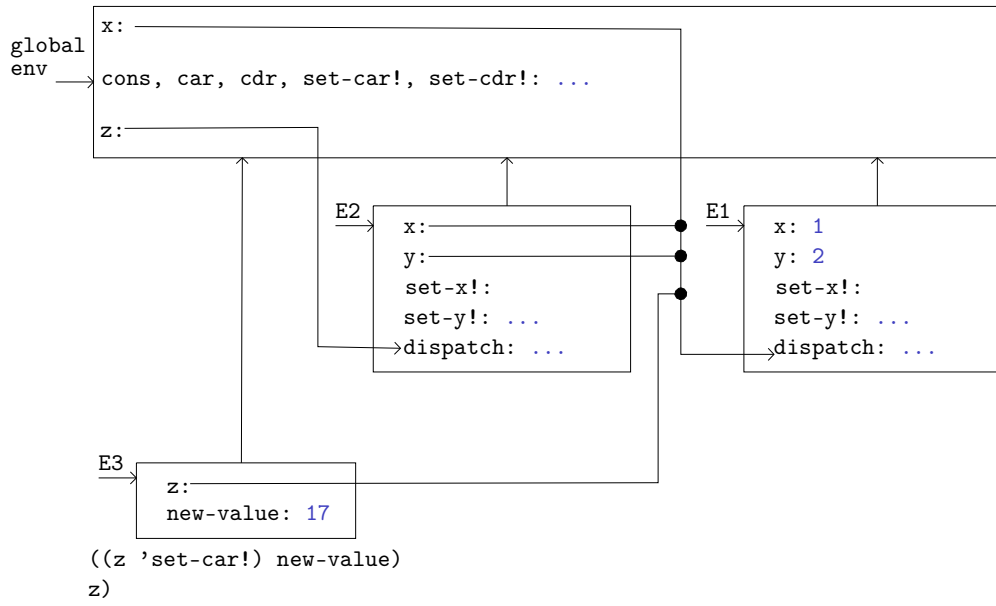 x:
global
env
cons, car, cdr, set-car!, set-cdr!: ...
z:
E2
x:
y:
set-x!:
set-y!: ...
dispatch: ...
E1
x: 1
y: 2
set-x!:
set-y!: ...
dispatch: ...
E3
z:
new-value: 17
((z ’set-car!) new-value)
z)